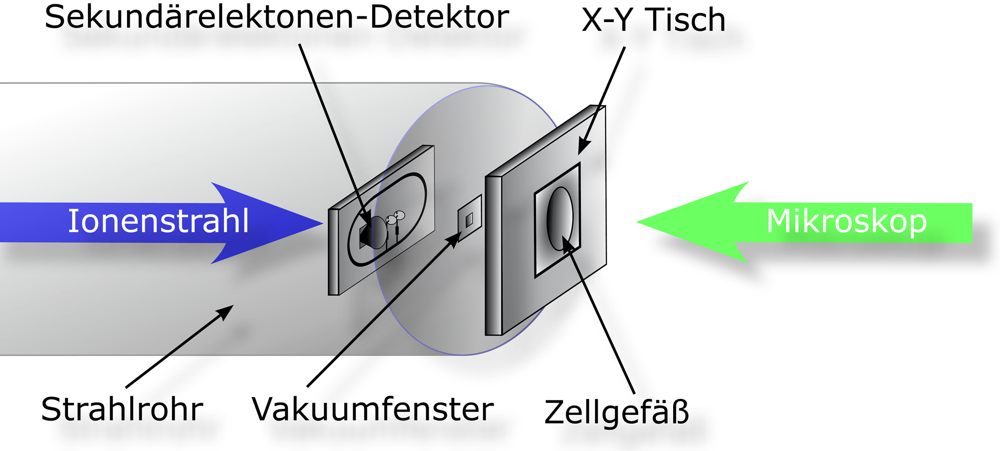 Sekundärelektonen-Detektor
X-Y Tisch
Ionenstrahl
Mikroskop
Strahlrohr
Vakuumfenster
Zellgefäß